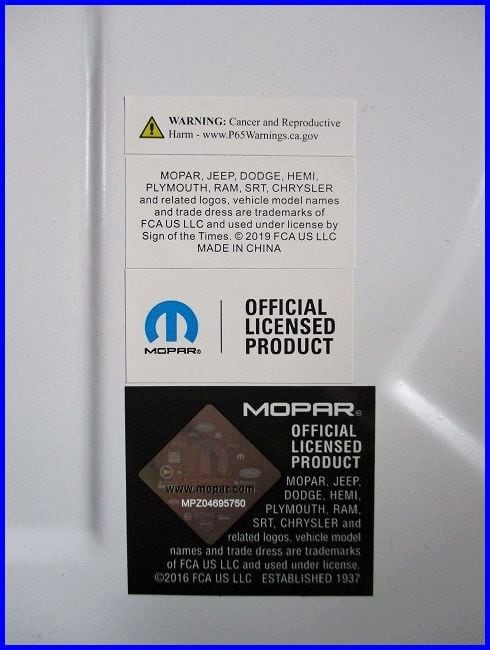 WARNING: Cancer and Reproductive
Harm - www.P65Warnings.ca.gov
MOPAR, JEEP, DODGE, HEMI,
PLYMOUTH, RAM, SRT, CHRYSLER
and related logos, vehicle model names
and trade dress are trademarks of
FCA US LLC and used under license by
Sign of the Times. © 2019 FCA US LLC
MADE IN CHINA
MOPAR®
OFFICIAL
LICENSED
PRODUCT
MOPAR®
OFFICIAL
LICENSED
PRODUCT
www.mopar.com
MPZ04695750
MOPAR, JEEP,
DODGE, HEMI,
PLYMOUTH, RAM,
SRT, CHRYSLER and
related logos, vehicle model
names and trade dress are trademarks
of FCA US LLC and used under license.
©2016 FCA US LLC ESTABLISHED 1937